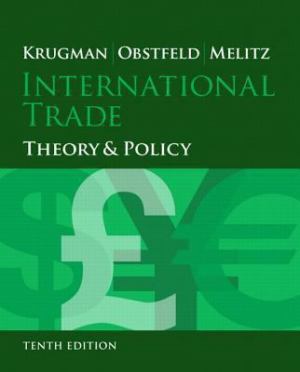 KRUGMAN | OBSTFELD | MELITZ
INTERNATIONAL
TRADE
THEORY & POLICY
$ £ ¥ €
TENTH EDITION